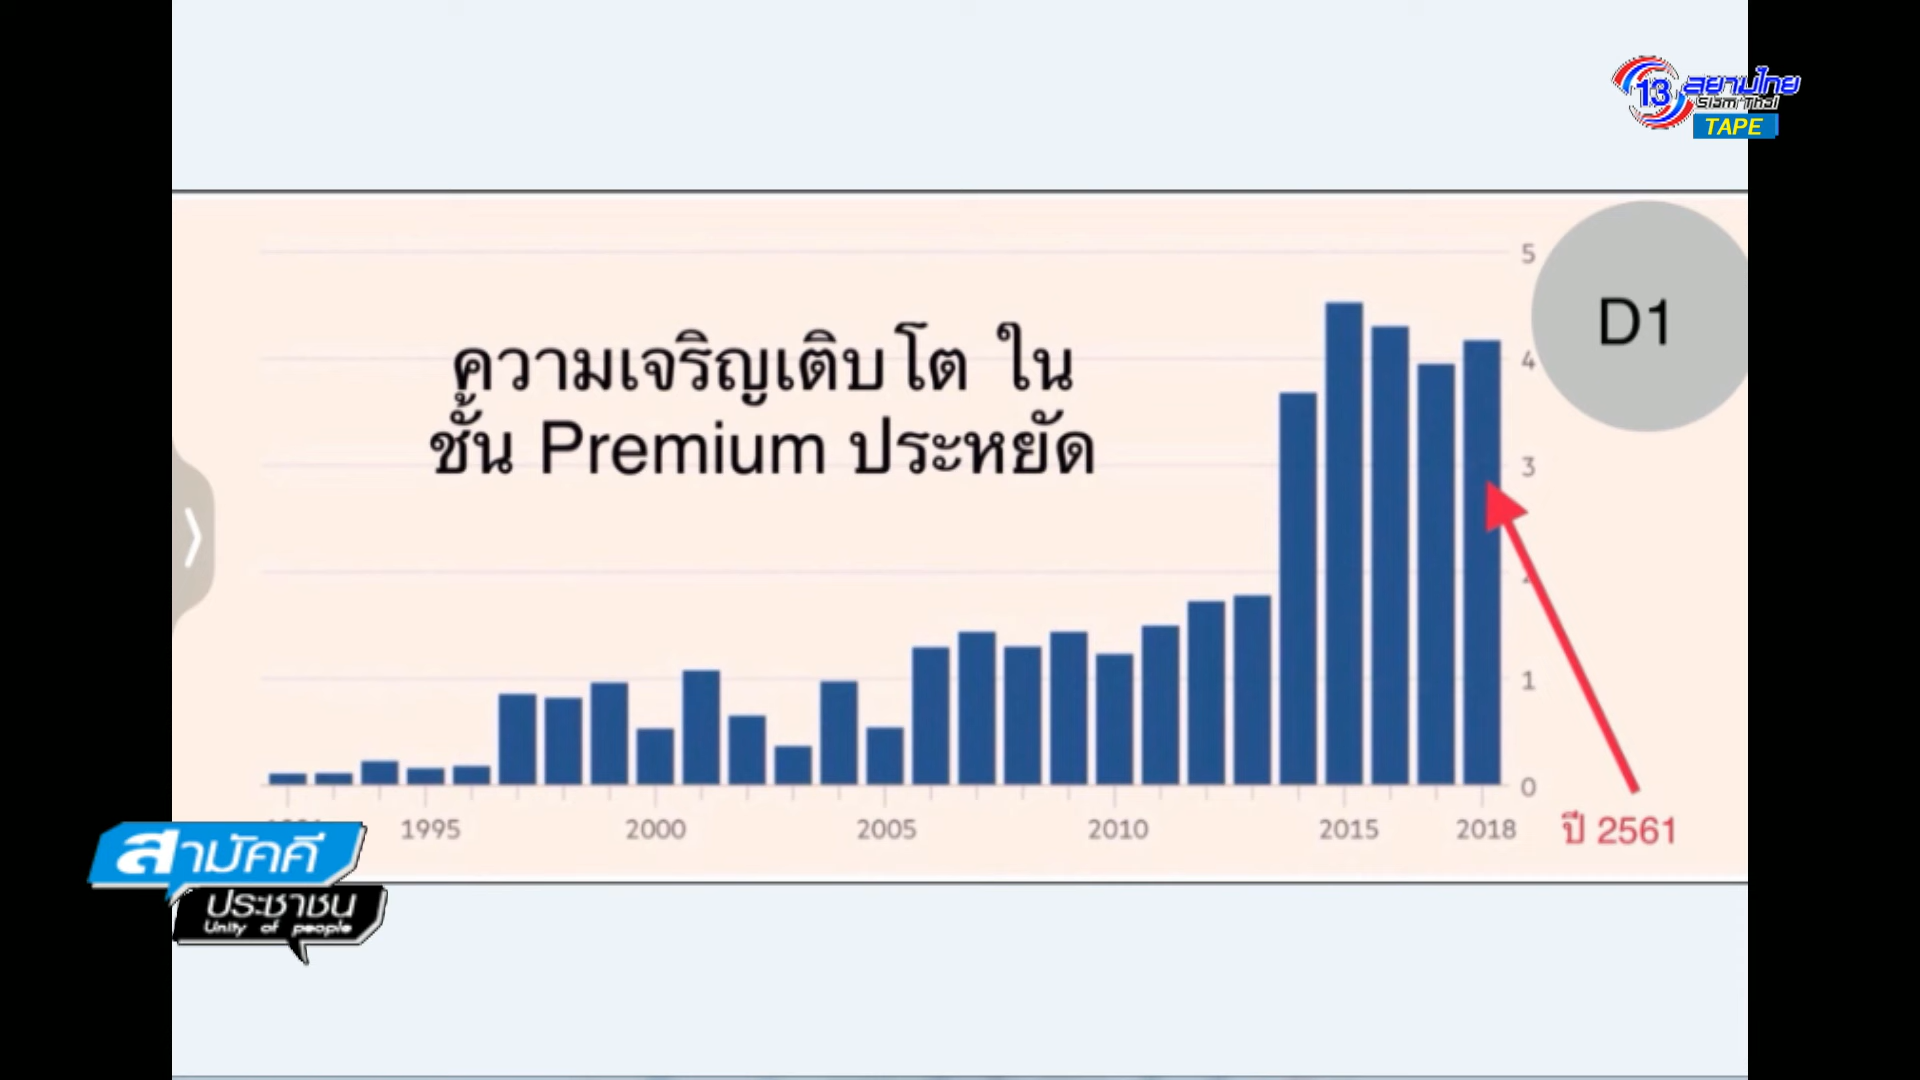 13 สยามไทย
Siam Thai
TAPE
D1
ความเจริญเติบโต ใน
ชั้น Premium ประหยัด
5
4
3
1
0
1995
2000
2005
2010
2015
2018
ปี 2561
สามัคคี
ประชาชน
Unity of people